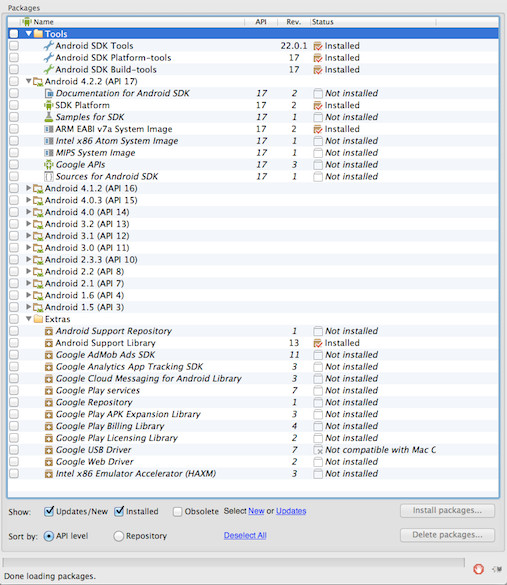 Packages
Name API Rev. Status
Tools
Android SDK Tools 22.0.1 Installed
Android SDK Platform-tools 17 Installed
Android SDK Build-tools 17 Installed
Android 4.2.2 (API 17)
Documentation for Android SDK 17 2 Not installed
SDK Platform 17 2 Installed
Samples for SDK 17 1 Not installed
ARM EABI v7a System Image 17 2 Installed
Intel x86 Atom System Image 17 1 Not installed
MIPS System Image 17 1 Not installed
Google APIs 17 3 Not installed
Sources for Android SDK 17 1 Not installed
Android 4.1.2 (API 16)
Android 4.0.3 (API 15)
Android 4.0 (API 14)
Android 3.2 (API 13)
Android 3.1 (API 12)
Android 3.0 (API 11)
Android 2.3.3 (API 10)
Android 2.2 (API 8)
Android 2.1 (API 7)
Android 1.6 (API 4)
Android 1.5 (API 3)
Extras
Android Support Repository 1 Not installed
Android Support Library 13 Installed
Google AdMob Ads SDK 11 Not installed
Google Analytics App Tracking SDK 3 Not installed
Google Cloud Messaging for Android Library 3 Not installed
Google Play services 7 Not installed
Google Repository 1 Not installed
Google Play APK Expansion Library 3 Not installed
Google Play Billing Library 4 Not installed
Google Play Licensing Library 2 Not installed
Google USB Driver 7 Not compatible with Mac O
Google Web Driver 2 Not installed
Intel x86 Emulator Accelerator (HAXM) 3 Not installed
Show: Updates/New Installed Obsolete Select New or Updates Install packages...
Sort by: API level Repository Deselect All Delete packages...
Done loading packages.